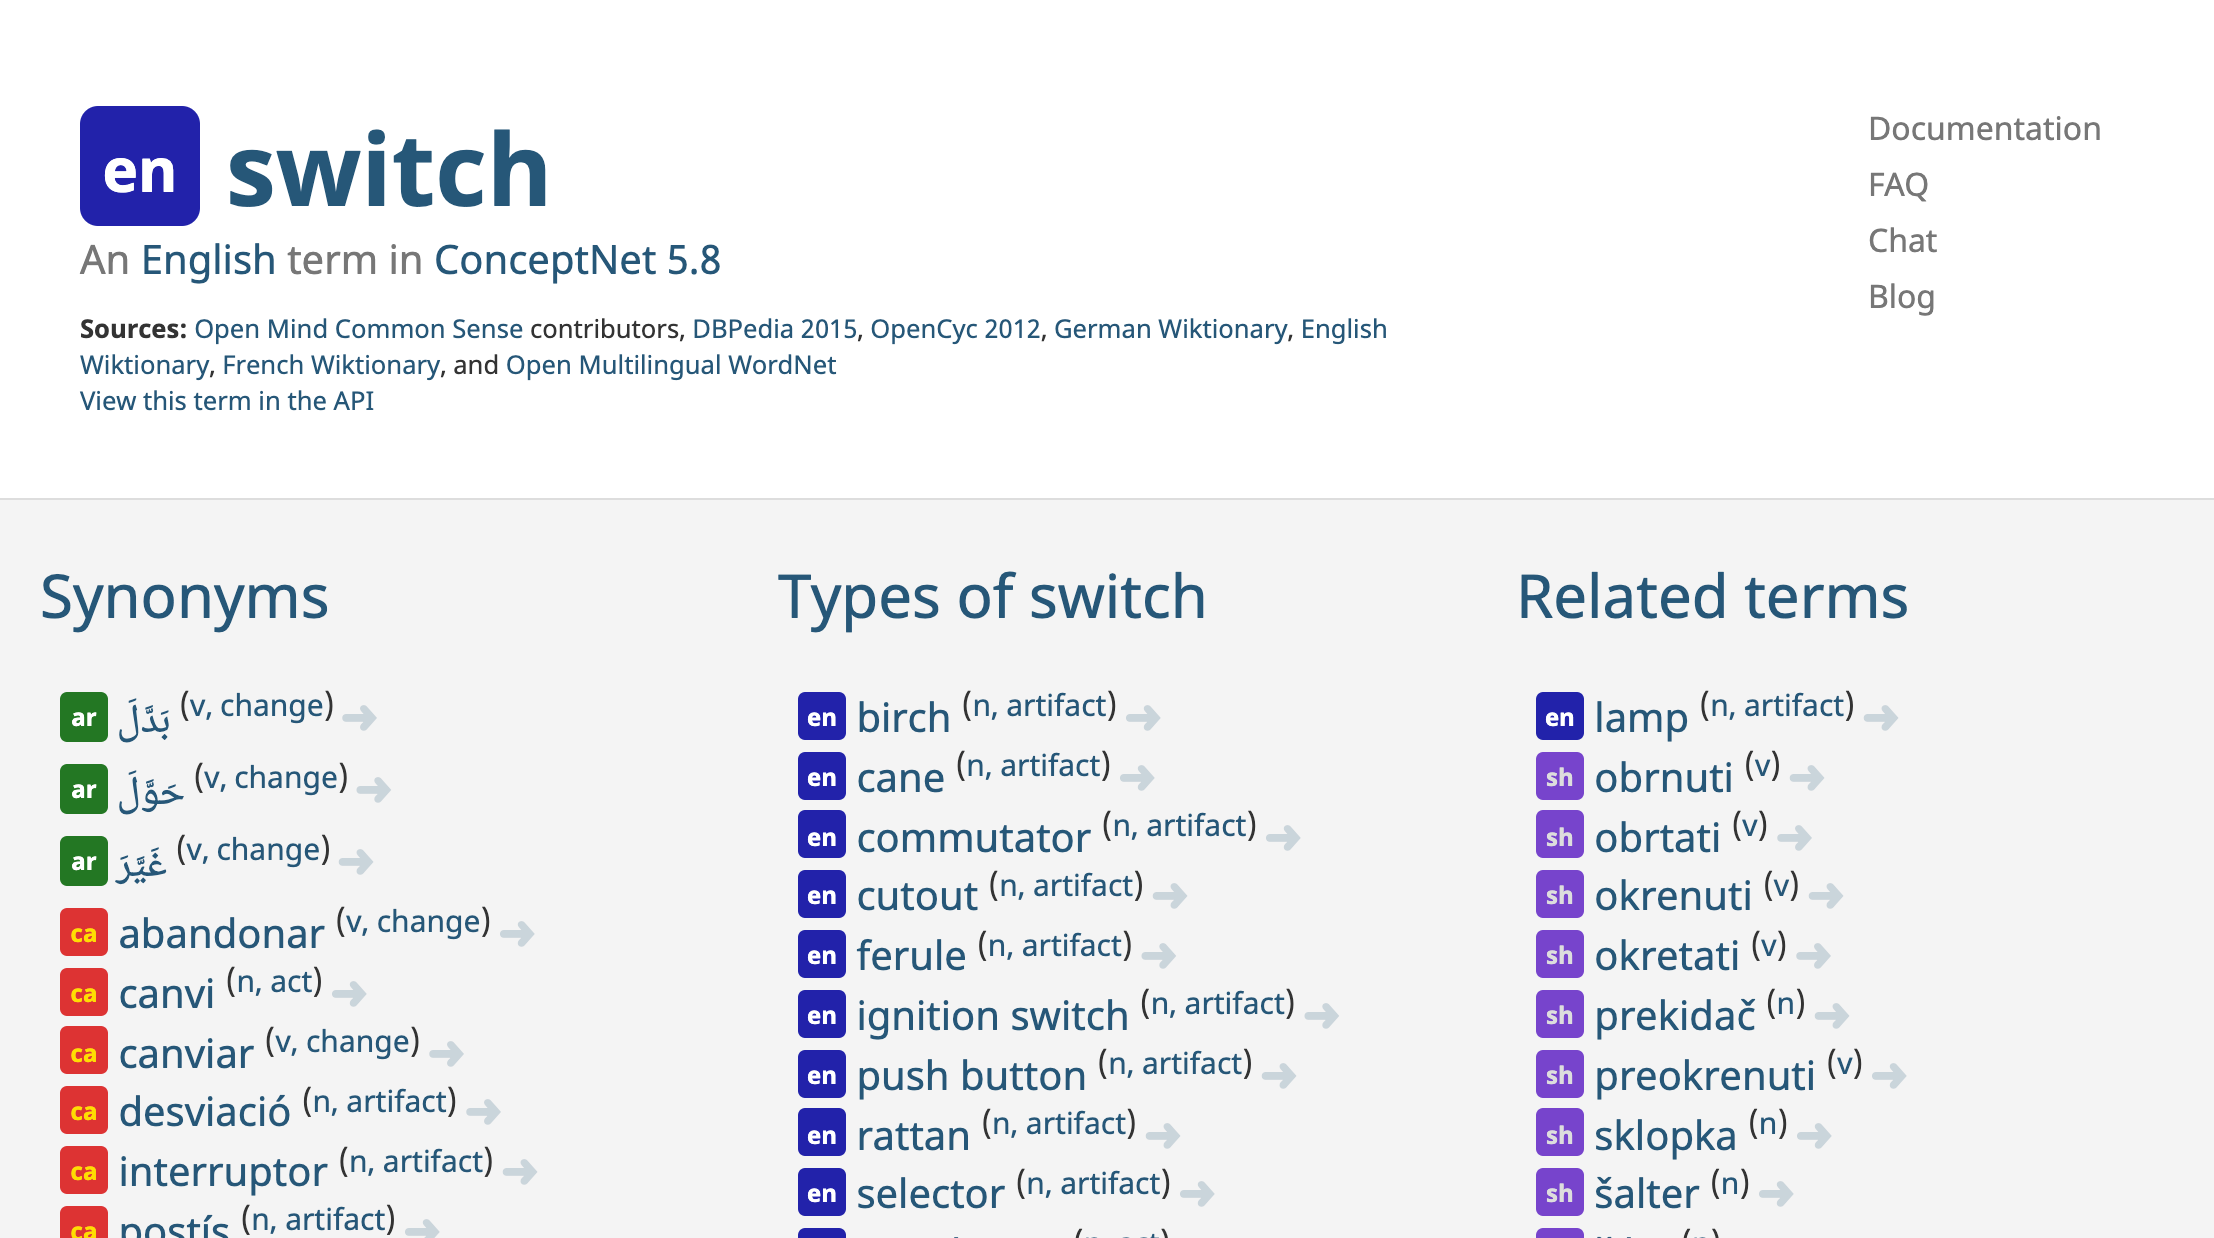 en switch
An English term in ConceptNet 5.8
Sources: Open Mind Common Sense contributors, DBPedia 2015, OpenCyc 2012, German Wiktionary, English
Wiktionary, French Wiktionary, and Open Multilingual WordNet
View this term in the API
Documentation
FAQ
Chat
Blog
Synonyms
ar بَدَّلَ (v, change) ➜
ar حَوَّلَ (v, change) ➜
ar غَيَّرَ (v, change) ➜
ca abandonar (v, change) ➜
ca canvi (n, act) ➜
ca canviar (v, change) ➜
ca desviació (n, artifact) ➜
ca interruptor (n, artifact) ➜
ca postís (n, artifact) ➜
Types of switch
en birch (n, artifact) ➜
en cane (n, artifact) ➜
en commutator (n, artifact) ➜
en cutout (n, artifact) ➜
en ferule (n, artifact) ➜
en ignition switch (n, artifact) ➜
en push button (n, artifact) ➜
en rattan (n, artifact) ➜
en selector (n, artifact) ➜
Related terms
en lamp (n, artifact) ➜
sh obrnuti (v) ➜
sh obrtati (v) ➜
sh okrenuti (v) ➜
sh okretati (v) ➜
sh prekidač (n) ➜
sh preokrenuti (v) ➜
sh sklopka (n) ➜
sh šalter (n) ➜